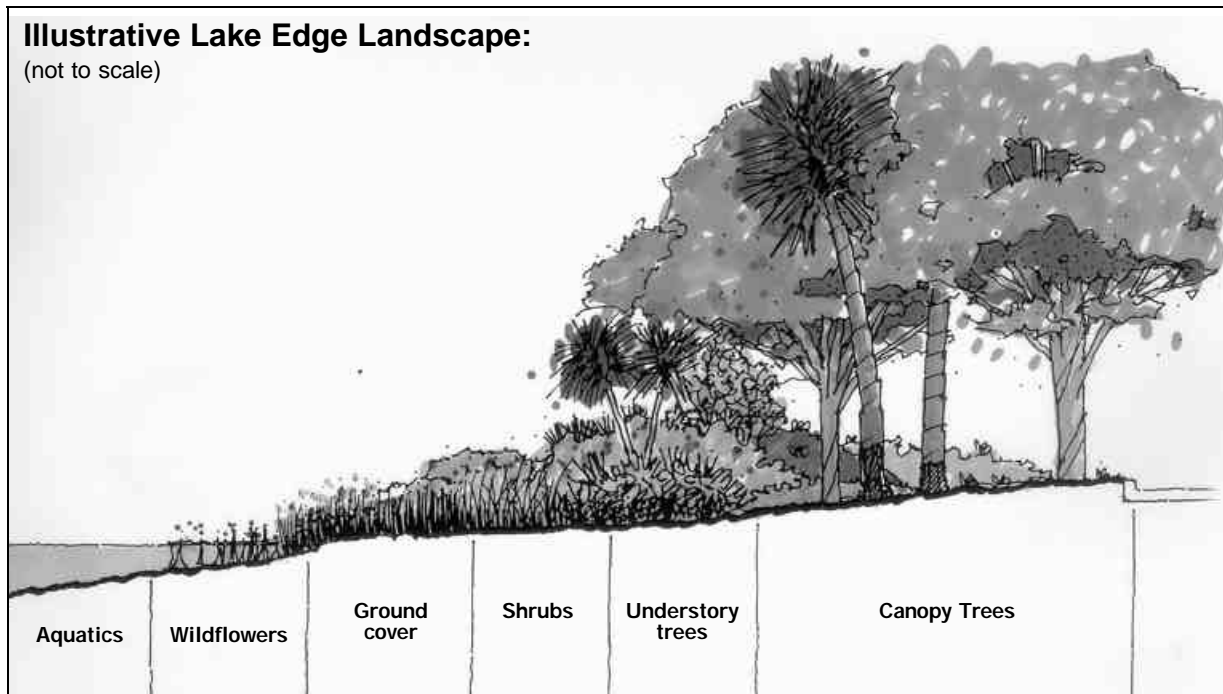 Illustrative Lake Edge Landscape:
(not to scale)
Aquatics
Wildflowers
Ground
cover
Shrubs
Understory
trees
Canopy Trees